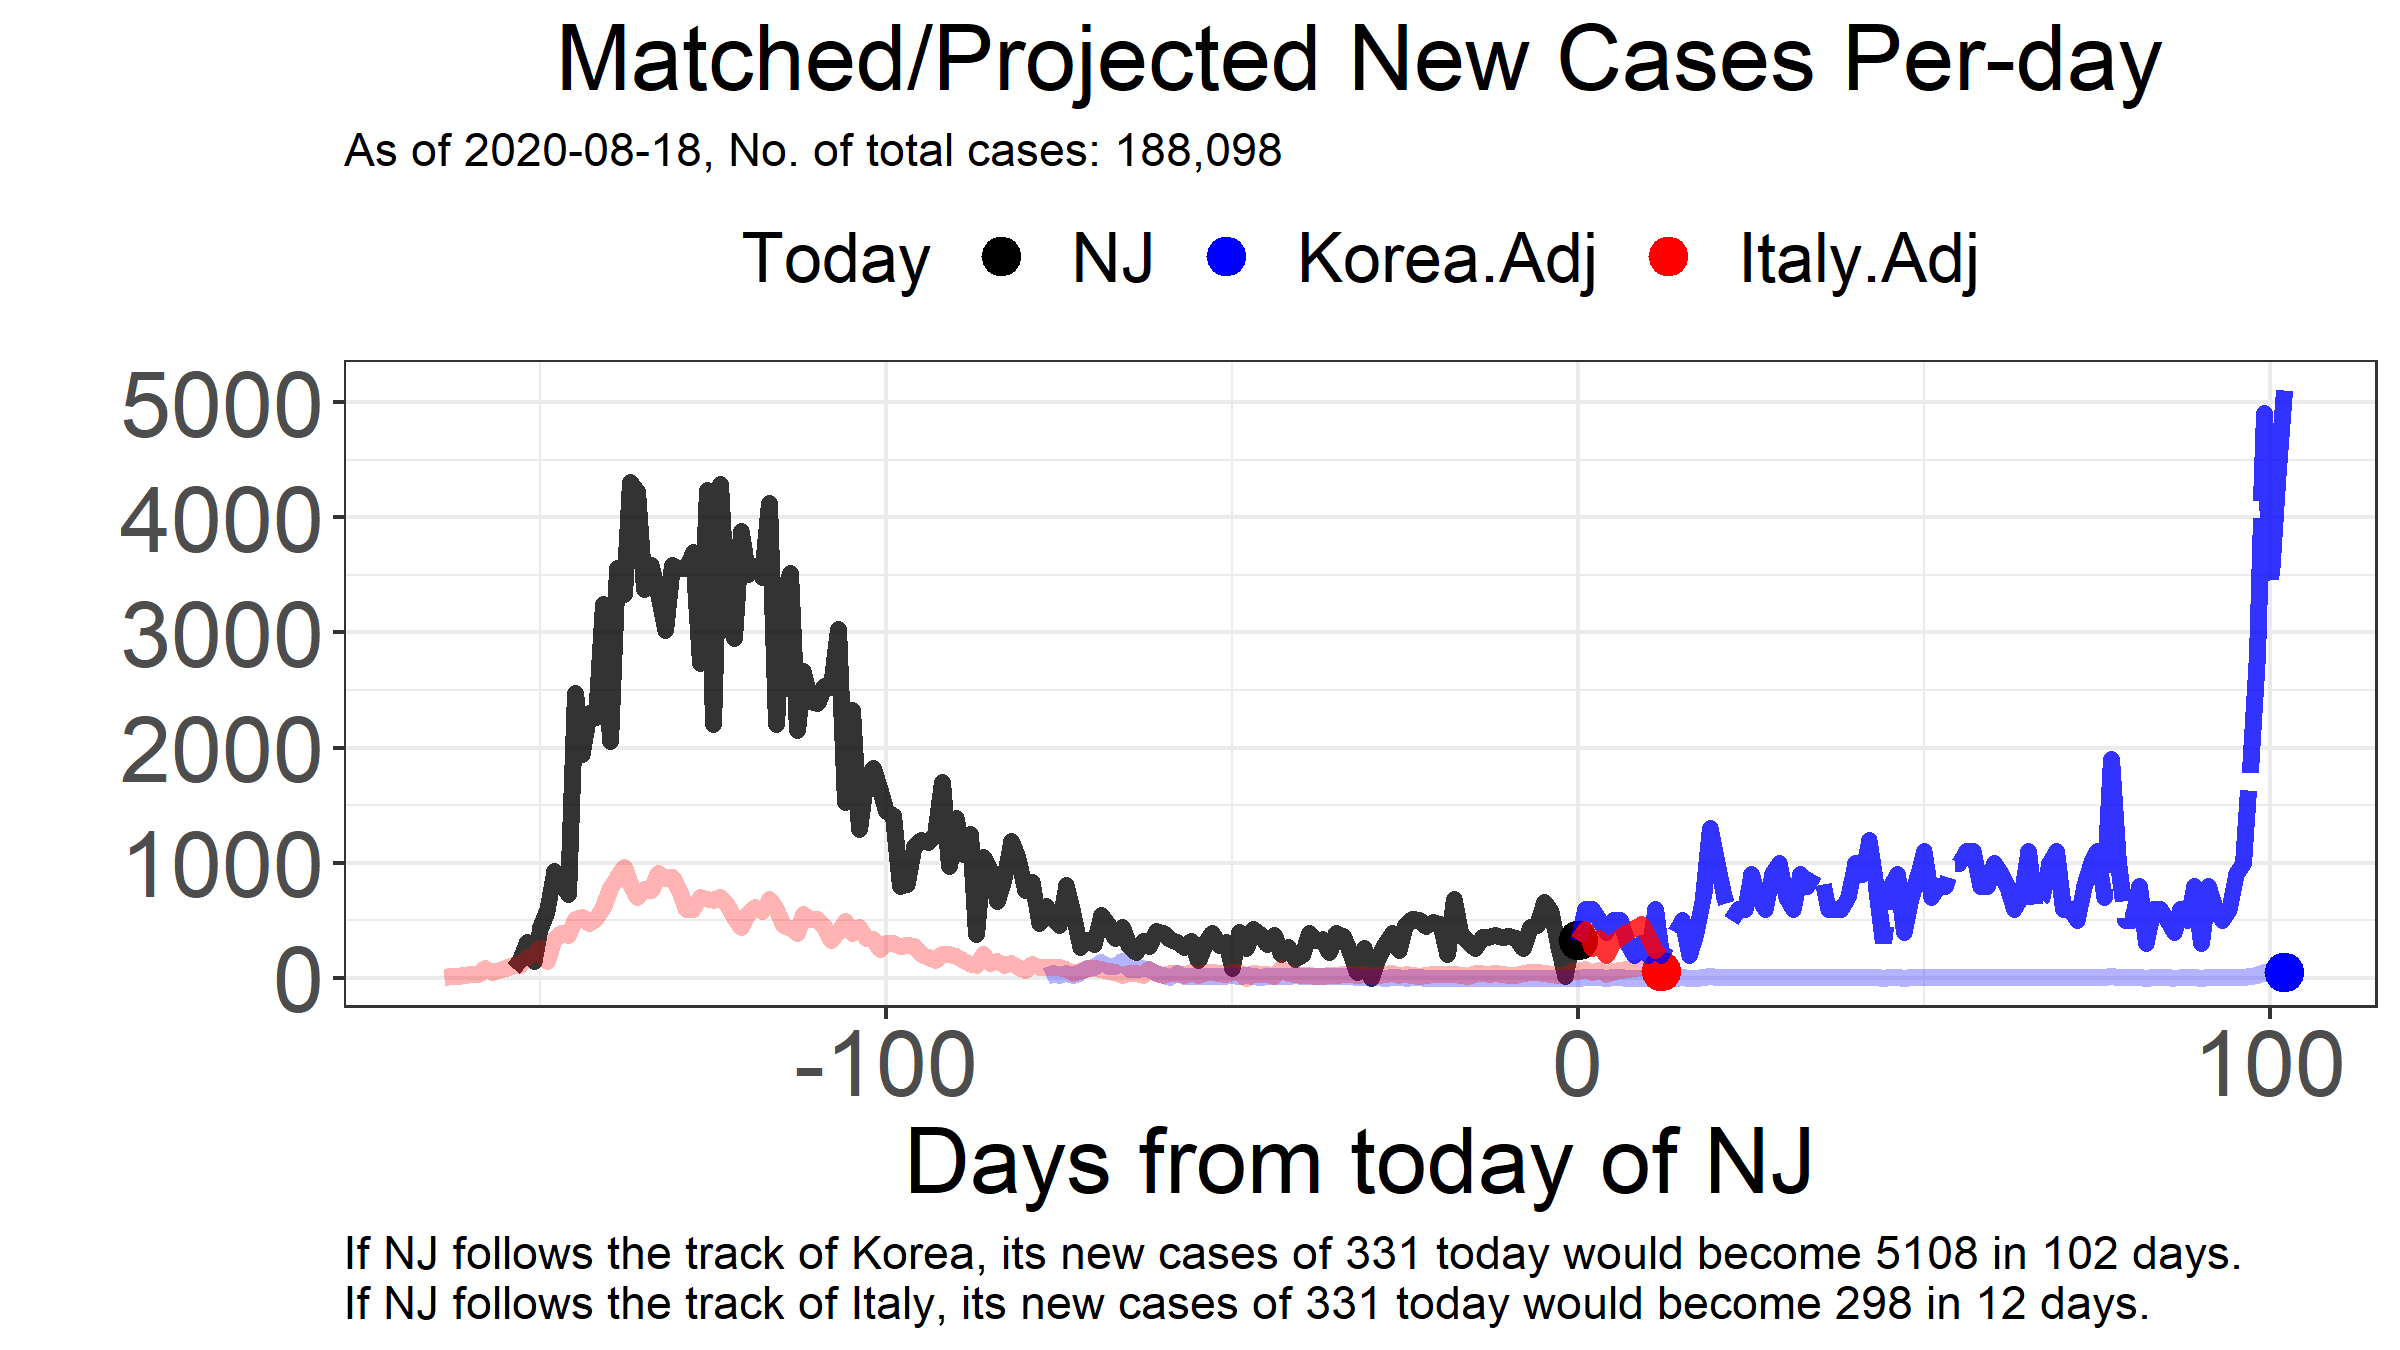 Matched/Projected New Cases Per-day
As of 2020-08-18, No. of total cases: 188,098
Today NJ Korea.Adj Italy.Adj
5000
4000
3000
2000
1000
0
-100 0 100
Days from today of NJ
If NJ follows the track of Korea, its new cases of 331 today would become 5108 in 102 days.
If NJ follows the track of Italy, its new cases of 331 today would become 298 in 12 days.